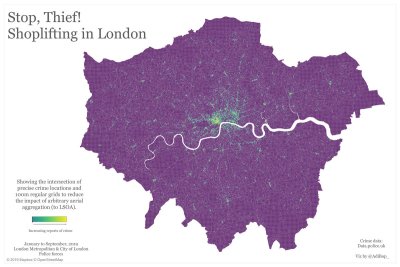 Stop, Thief!
Shoplifting in London
Showing the intersection of
precise crime locations and
100m regular grids to reduce
the impact of arbitrary aerial
aggregation (to LSOA).
Increasing reports of crime
January to September, 2019
London Metropolitan & City of London
Police forces
© 2019 Mapbox © OpenStreetMap
Crime data:
Data.police.uk
Viz by @AdiBop_